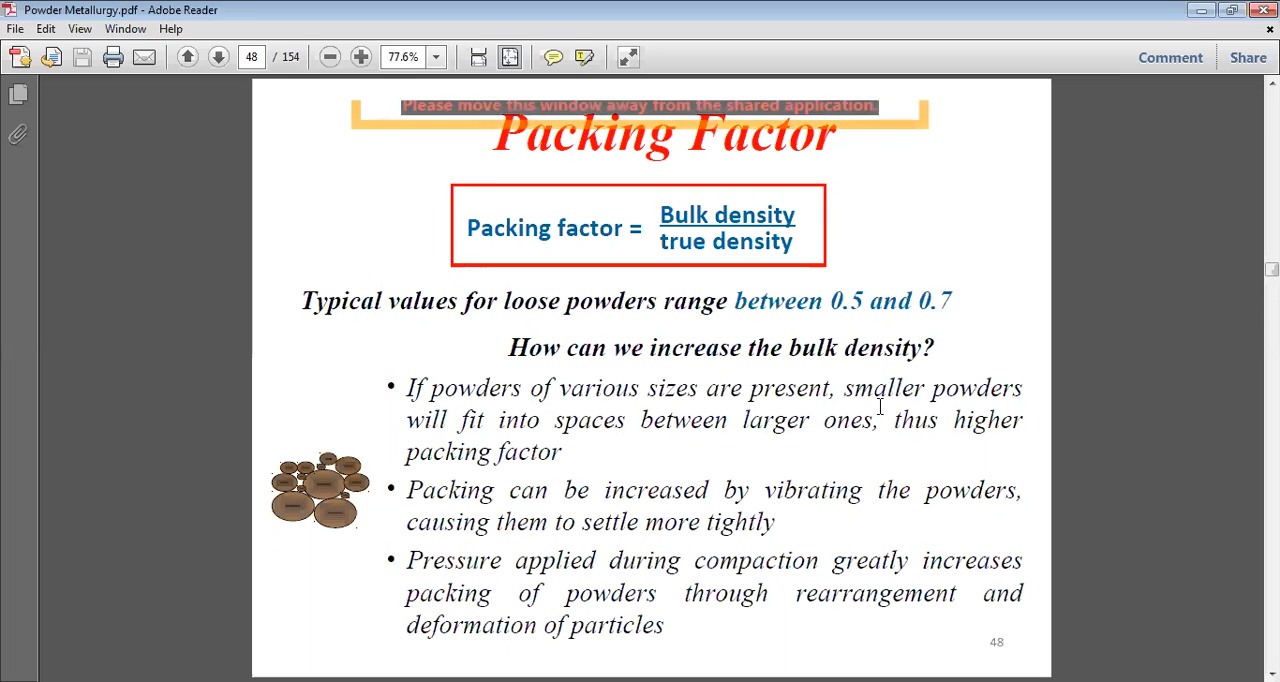 Powder Metallurgy.pdf - Adobe Reader
File Edit View Window Help
48 / 154 77.6% Comment Share
Please move this window away from the shared application.
Packing Factor
Packing factor = Bulk density
true density
Typical values for loose powders range between 0.5 and 0.7
How can we increase the bulk density?
• If powders of various sizes are present, smaller powders
will fit into spaces between larger ones, thus higher
packing factor
• Packing can be increased by vibrating the powders,
causing them to settle more tightly
• Pressure applied during compaction greatly increases
packing of powders through rearrangement and
deformation of particles
48